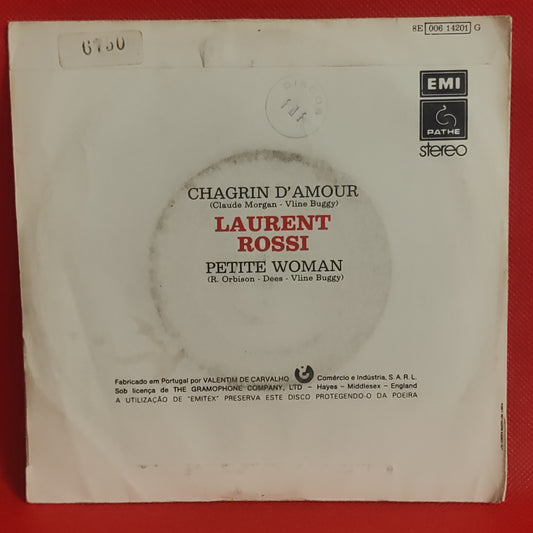 8E 006 14201 G
6750
DISCOS
EMI
PATHE
stereo
CHAGRIN D'AMOUR
(Claude Morgan - Vline Buggy)
LAURENT
ROSSI
PETITE WOMAN
(R. Orbison - Dees - Vline Buggy)
Fabricado em Portugal por VALENTIM DE CARVALHO Comércio e Indústria, S. A. R. L.
Sob licença de THE GRAMOPHONE COMPANY, LTD – Hayes – Middlesex – England
A UTILIZAÇÃO DE "EMITEX" PRESERVA ESTE DISCO PROTEGENDO-O DA POEIRA